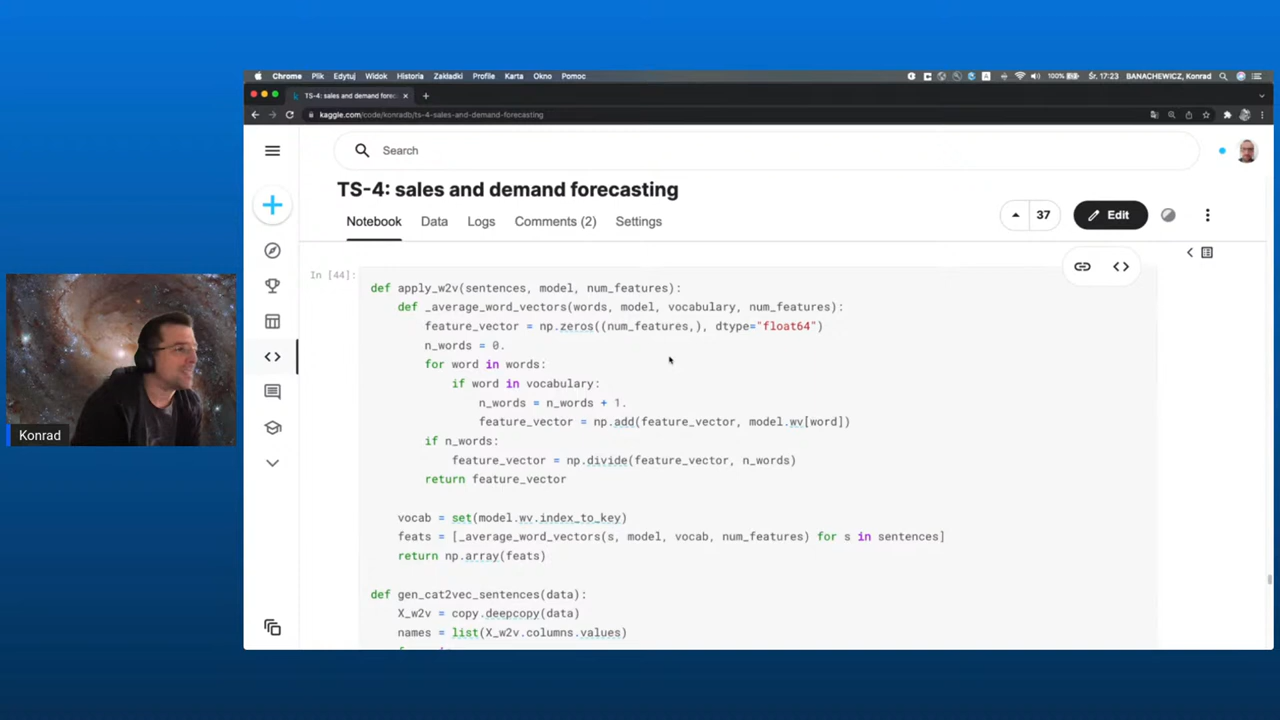 Chrome Plik Edytuj Widok Historia Zakładki Profile Karta Okno Pomoc
100% Śr. 17:23 BANACHEWICZ, Konrad
TS-4: sales and demand forec
kaggle.com/code/konradb/ts-4-sales-and-demand-forecasting
Search
TS-4: sales and demand forecasting
Notebook Data Logs Comments (2) Settings
37 Edit
In [44]:
def apply_w2v(sentences, model, num_features):
def _average_word_vectors(words, model, vocabulary, num_features):
feature_vector = np.zeros((num_features,), dtype="float64")
n_words = 0.
for word in words:
if word in vocabulary:
n_words = n_words + 1.
feature_vector = np.add(feature_vector, model.wv[word])
if n_words:
feature_vector = np.divide(feature_vector, n_words)
return feature_vector
vocab = set(model.wv.index_to_key)
feats = [_average_word_vectors(s, model, vocab, num_features) for s in sentences]
return np.array(feats)
def gen_cat2vec_sentences(data):
X_w2v = copy.deepcopy(data)
names = list(X_w2v.columns.values)
Konrad